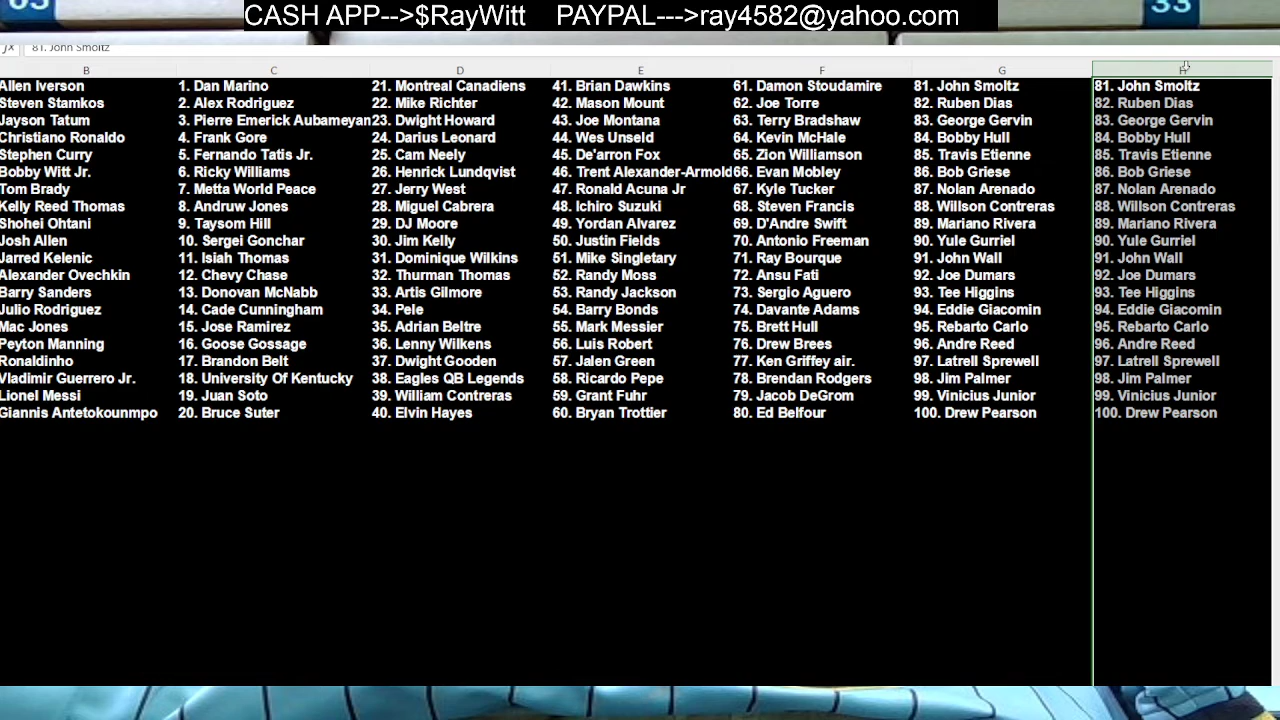 03
33
CASH APP-->$RayWitt PAYPAL--->ray4582@yahoo.com
fx 81. John Smoltz
B C D E F G H
Allen Iverson 1. Dan Marino 21. Montreal Canadiens 41. Brian Dawkins 61. Damon Stoudamire 81. John Smoltz 81. John Smoltz
Steven Stamkos 2. Alex Rodriguez 22. Mike Richter 42. Mason Mount 62. Joe Torre 82. Ruben Dias 82. Ruben Dias
Jayson Tatum 3. Pierre Emerick Aubameyan 23. Dwight Howard 43. Joe Montana 63. Terry Bradshaw 83. George Gervin 83. George Gervin
Christiano Ronaldo 4. Frank Gore 24. Darius Leonard 44. Wes Unseld 64. Kevin McHale 84. Bobby Hull 84. Bobby Hull
Stephen Curry 5. Fernando Tatis Jr. 25. Cam Neely 45. De'arron Fox 65. Zion Williamson 85. Travis Etienne 85. Travis Etienne
Bobby Witt Jr. 6. Ricky Williams 26. Henrick Lundqvist 46. Trent Alexander-Armold 66. Evan Mobley 86. Bob Griese 86. Bob Griese
Tom Brady 7. Metta World Peace 27. Jerry West 47. Ronald Acuna Jr 67. Kyle Tucker 87. Nolan Arenado 87. Nolan Arenado
Kelly Reed Thomas 8. Andruw Jones 28. Miguel Cabrera 48. Ichiro Suzuki 68. Steven Francis 88. Willson Contreras 88. Willson Contreras
Shohei Ohtani 9. Taysom Hill 29. DJ Moore 49. Yordan Alvarez 69. D'Andre Swift 89. Mariano Rivera 89. Mariano Rivera
Josh Allen 10. Sergei Gonchar 30. Jim Kelly 50. Justin Fields 70. Antonio Freeman 90. Yule Gurriel 90. Yule Gurriel
Jarred Kelenic 11. Isiah Thomas 31. Dominique Wilkins 51. Mike Singletary 71. Ray Bourque 91. John Wall 91. John Wall
Alexander Ovechkin 12. Chevy Chase 32. Thurman Thomas 52. Randy Moss 72. Ansu Fati 92. Joe Dumars 92. Joe Dumars
Barry Sanders 13. Donovan McNabb 33. Artis Gilmore 53. Randy Jackson 73. Sergio Aguero 93. Tee Higgins 93. Tee Higgins
Julio Rodriguez 14. Cade Cunningham 34. Pele 54. Barry Bonds 74. Davante Adams 94. Eddie Giacomin 94. Eddie Giacomin
Mac Jones 15. Jose Ramirez 35. Adrian Beltre 55. Mark Messier 75. Brett Hull 95. Rebarto Carlo 95. Rebarto Carlo
Peyton Manning 16. Goose Gossage 36. Lenny Wilkens 56. Luis Robert 76. Drew Brees 96. Andre Reed 96. Andre Reed
Ronaldinho 17. Brandon Belt 37. Dwight Gooden 57. Jalen Green 77. Ken Griffey air. 97. Latrell Sprewell 97. Latrell Sprewell
Vladimir Guerrero Jr. 18. University Of Kentucky 38. Eagles QB Legends 58. Ricardo Pepe 78. Brendan Rodgers 98. Jim Palmer 98. Jim Palmer
Lionel Messi 19. Juan Soto 39. William Contreras 59. Grant Fuhr 79. Jacob DeGrom 99. Vinicius Junior 99. Vinicius Junior
Giannis Antetokounmpo 20. Bruce Suter 40. Elvin Hayes 60. Bryan Trottier 80. Ed Belfour 100. Drew Pearson 100. Drew Pearson